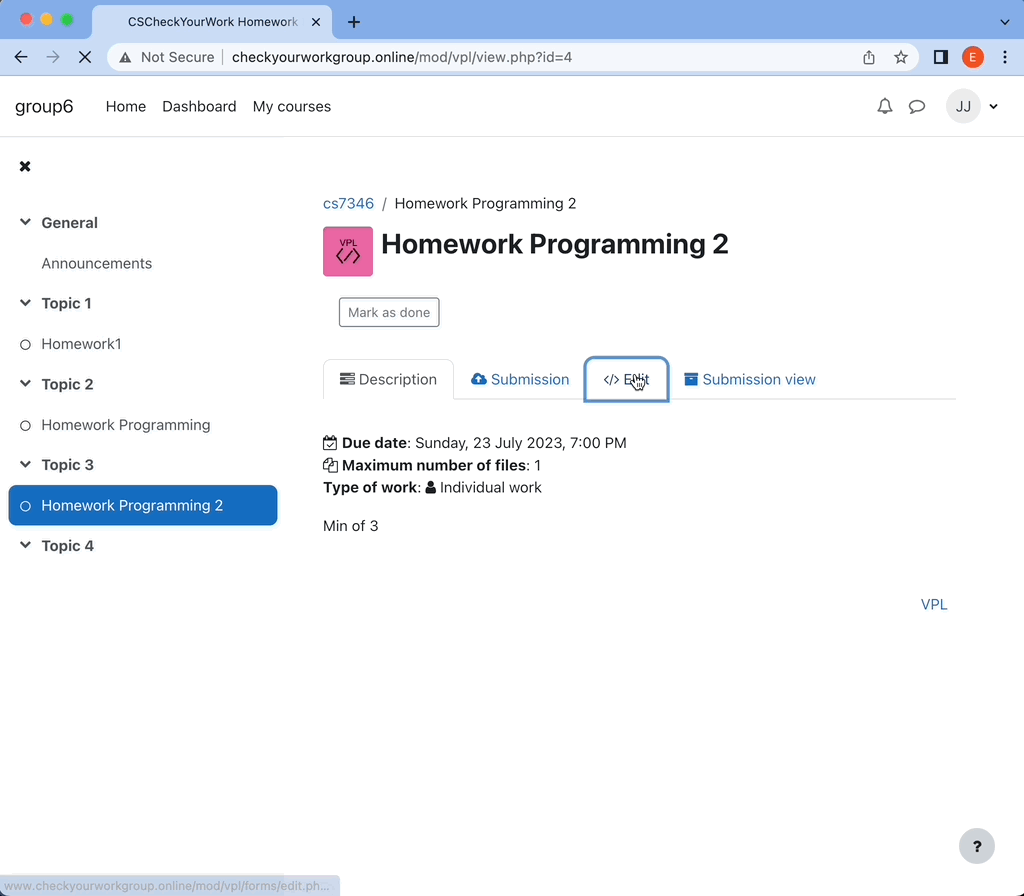 CSCheckYourWork Homework
Not Secure checkyourworkgroup.online/mod/vpl/view.php?id=4
E
group6 Home Dashboard My courses
JJ
General
Announcements
Topic 1
Homework1
Topic 2
Homework Programming
Topic 3
Homework Programming 2
Topic 4
cs7346 / Homework Programming 2
VPL
Homework Programming 2
Mark as done
Description Submission </> Edit Submission view
Due date: Sunday, 23 July 2023, 7:00 PM
Maximum number of files: 1
Type of work: Individual work
Min of 3
VPL
?
www.checkyourworkgroup.online/mod/vpl/forms/edit.ph...